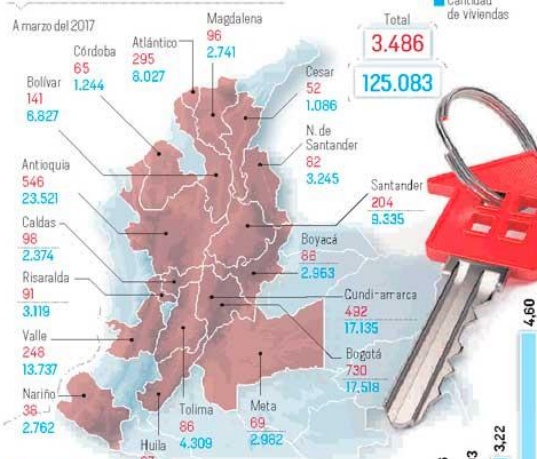 Cantidad
de viviendas
A marzo del 2017
Total
3.486
125.083
Magdalena
96
2.741
Atlántico
295
8.027
Córdoba
65
1.244
Bolívar
141
6.827
Cesar
52
1.086
N. de
Santander
82
3.245
Antioquia
546
23.521
Santander
204
9.335
Caldas
98
2.374
Boyacá
86
2.963
Risaralda
91
3.119
Cundi-amarca
492
17.135
Valle
248
13.737
Bogotá
730
17.518
Nariño
36
2.762
Tolima
86
4.309
Meta
69
2.982
Huila
4,60
3,22